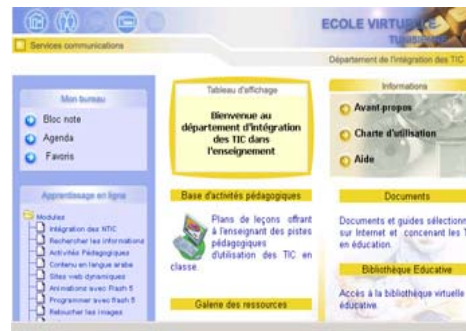 ECOLE VIRTUELLE
TUNISIENNE
Services communications
Département de l'intégration des TIC
Mon bureau
Bloc note
Agenda
Favoris
Apprentissage en ligne
Modules
Intégration des NTIC
Rechercher les informations
Activités Pédagogiques
Contenu en langue arabe
Sites web dynamiques
Animations avec Flash 5
Programmer avec Flash 5
Retoucher les images
Tableau d'affichage
Bienvenue au
département d'intégration
des TIC dans
l'enseignement
Base d'activités pédagogiques
Plans de leçons offrant
à l'enseignant des pistes
pédagogiques
d'utilisation des TIC en
classe.
Galerie des ressources
Informations
Avant-propos
Charte d'utilisation
Aide
Documents
Documents et guides sélectionn
sur Internet et concernant les T
en éducation.
Bibliothèque Educative
Accès à la bibliothèque virtuelle
éducative.